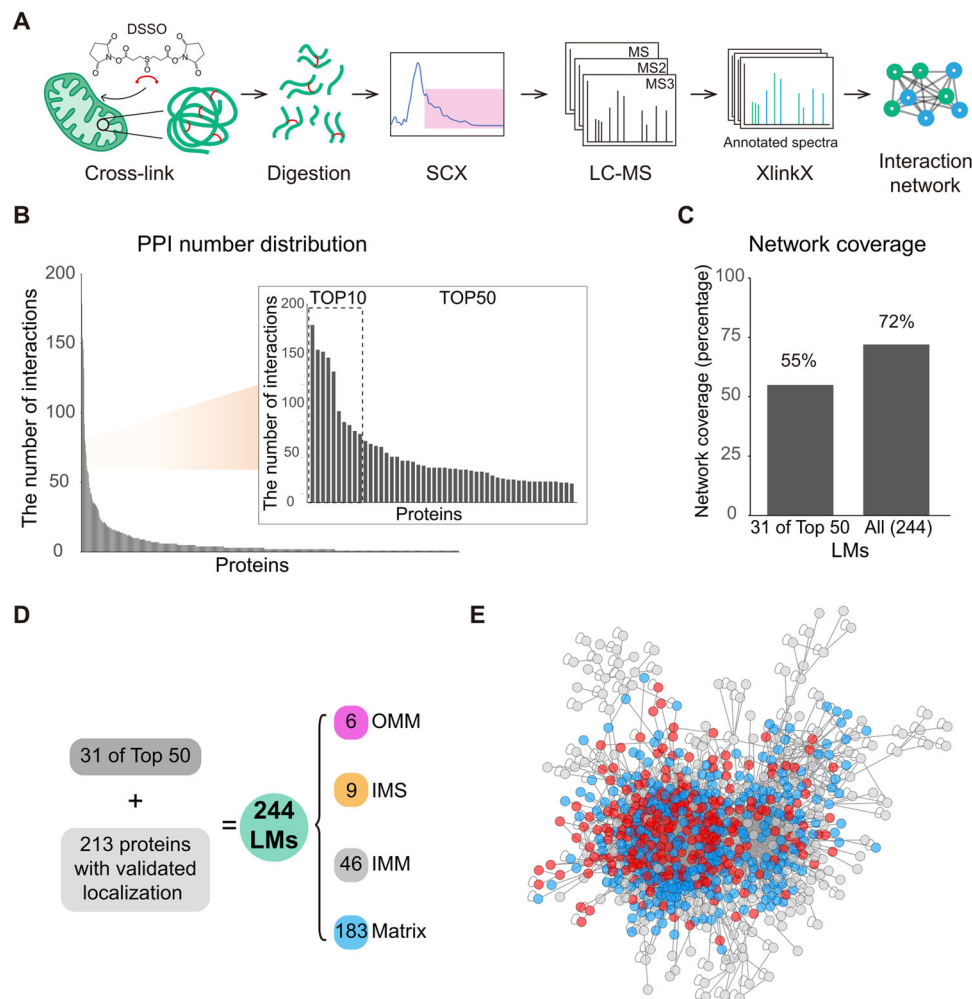 A
DSSO
O
O
O
O
N
O
S
O
O
N
O
O
O
MS
MS2
MS3
Annotated spectra
Cross-link
Digestion
SCX
LC-MS
XlinkX
Interaction
network
B
PPI number distribution
The number of interactions
200
150
100
50
0
Proteins
TOP10
TOP50
The number of interactions
200
150
100
50
0
Proteins
C
Network coverage
Network coverage (percentage)
100
75
50
25
0
55%
72%
31 of Top 50
All (244)
LMs
D
31 of Top 50
+
213 proteins
with validated
localization
=
244
LMs
6 OMM
9 IMS
46 IMM
183 Matrix
E